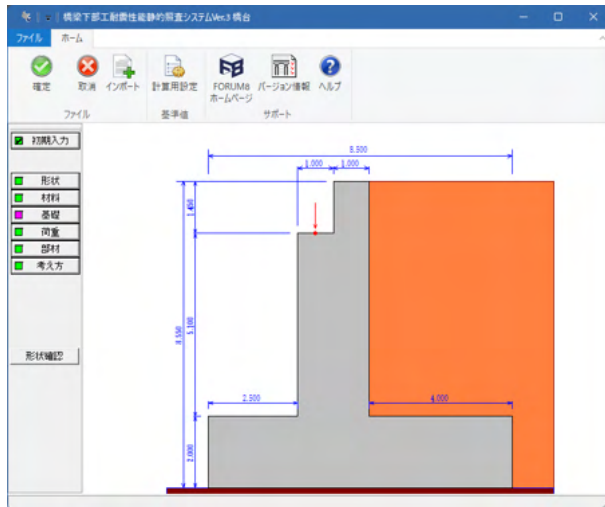 橋梁下部工耐震性能静的照査システムVer.3 橋台
ファイル ホーム
確定 取消 インポート 計算用設定 FORUM8 ホームページ バージョン情報 ヘルプ
ファイル 基準値 サポート
初期入力
形状
材料
基礎
荷重
部材
考え方
形状確認
8.500
1.000 1.000
1.450
8.550
5.100
2.500
4.000
2.000